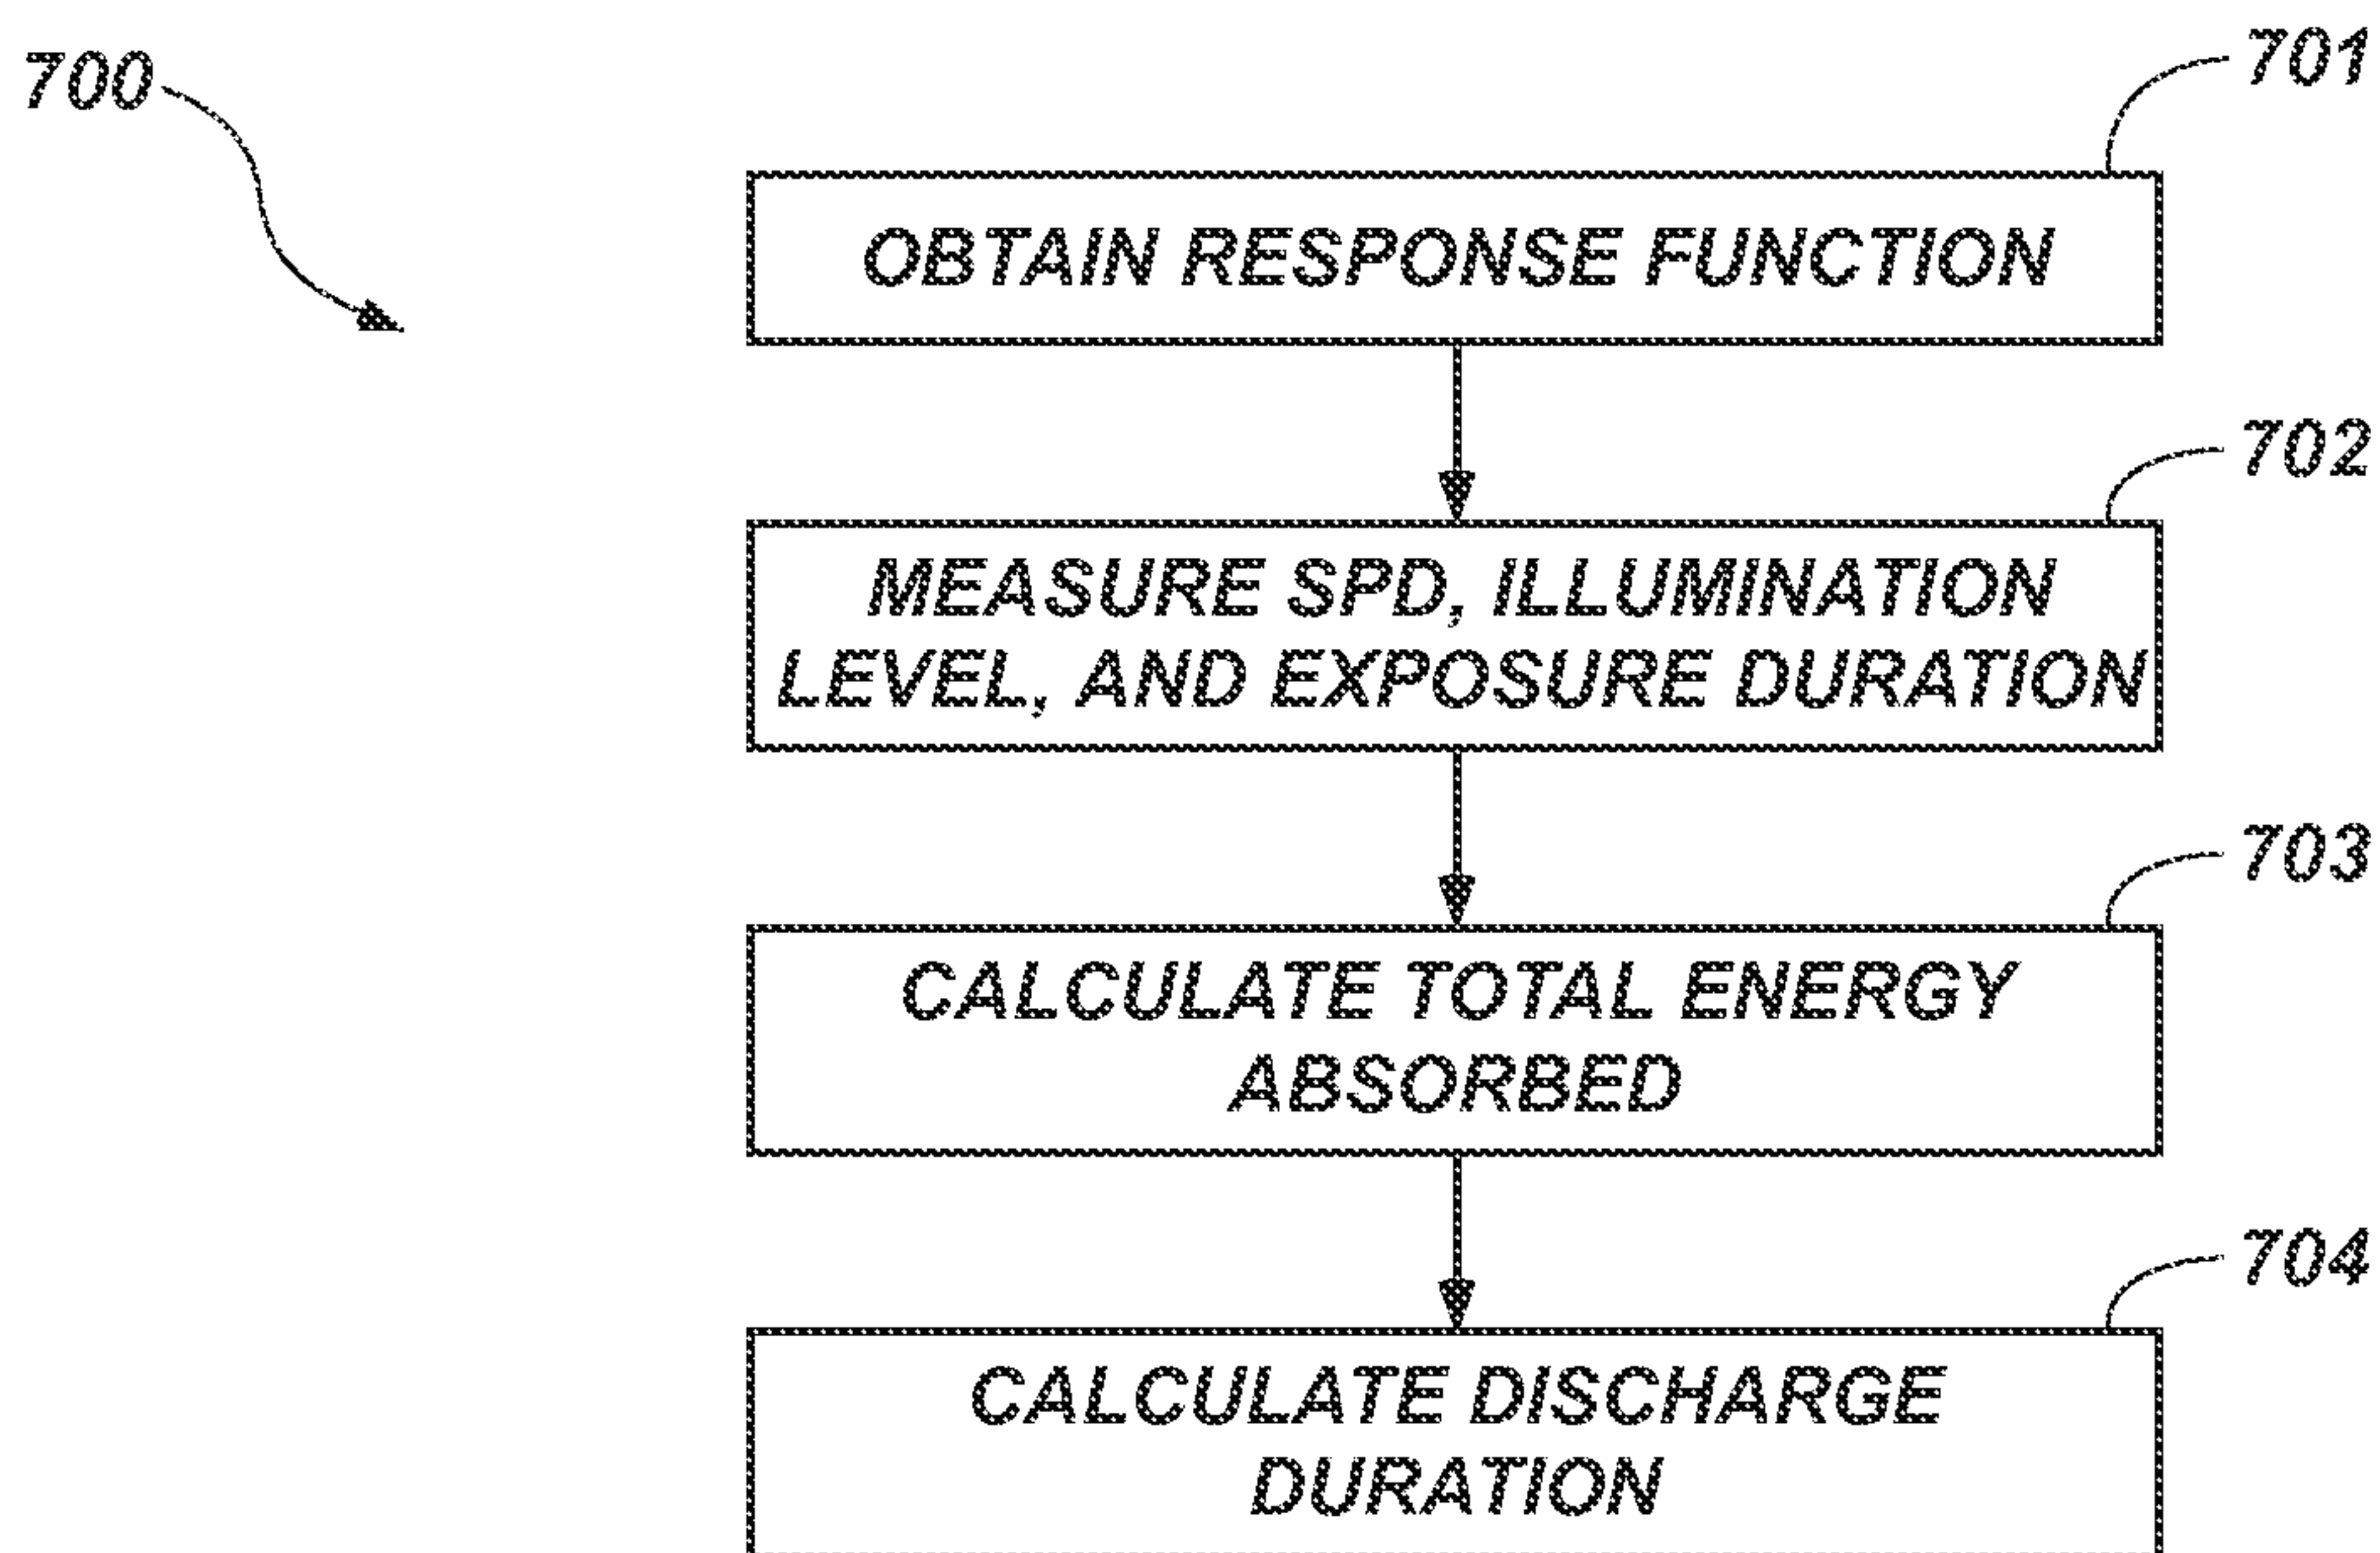 700
701
OBTAIN RESPONSE FUNCTION
702
MEASURE SPD, ILLUMINATION
LEVEL, AND EXPOSURE DURATION
703
CALCULATE TOTAL ENERGY
ABSORBED
704
CALCULATE DISCHARGE
DURATION